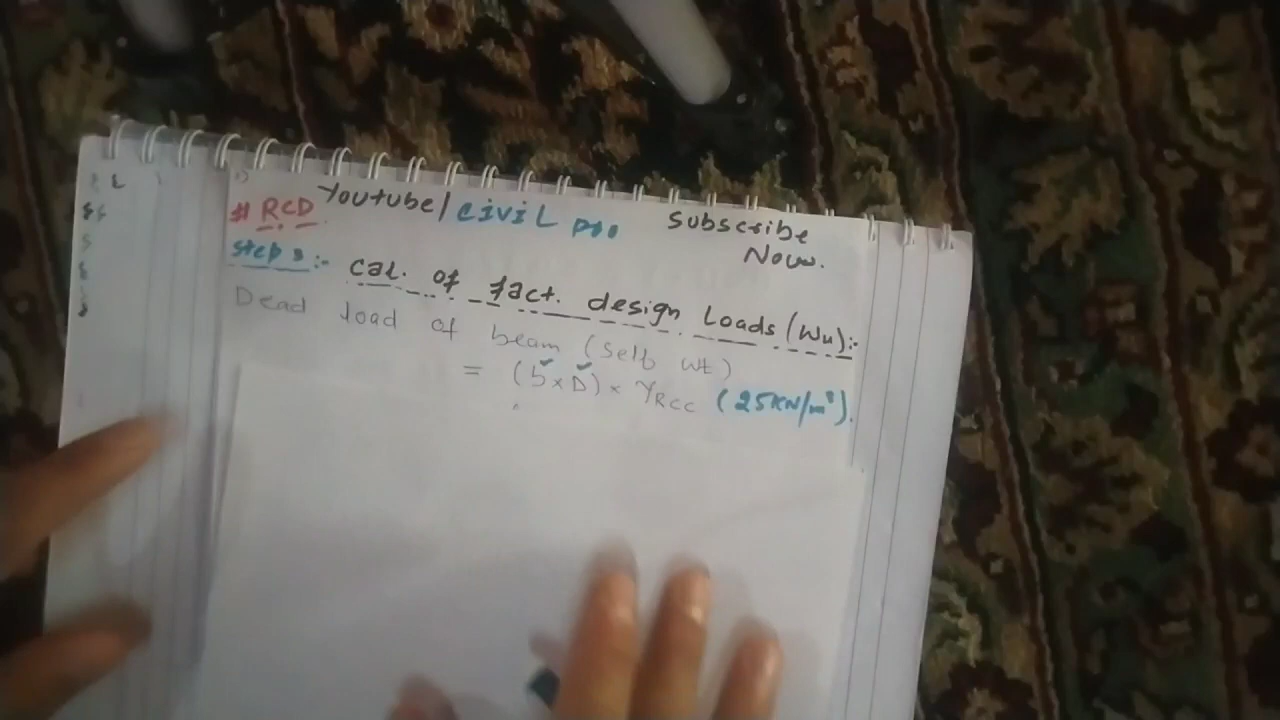 # RCD Youtube/civil pro Subscribe
Now.
step 3:- cal. of fact. design Loads (Wu):-
Dead load of beam (self wt)
= (b×D) × γRCC (25KN/m³).